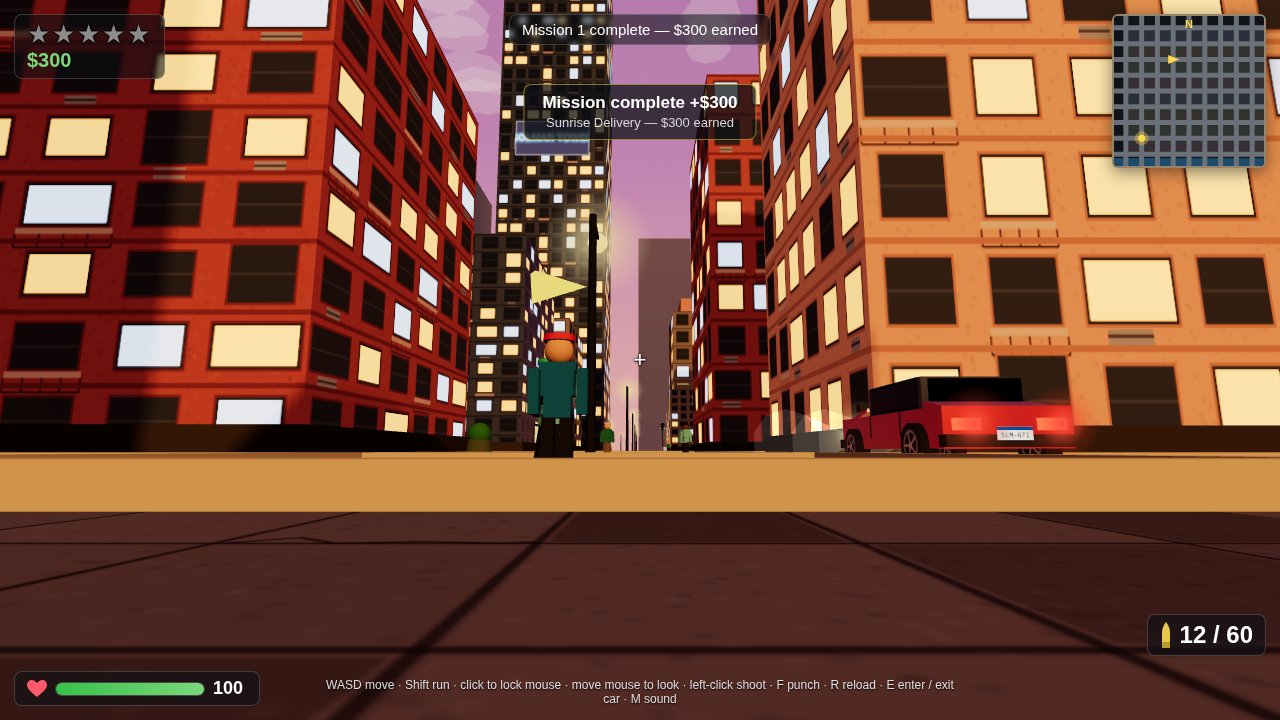 $300
Mission 1 complete — $300 earned
N
Mission complete +$300
Sunrise Delivery — $300 earned
SLM-671
12 / 60
100
WASD move · Shift run · click to lock mouse · move mouse to look · left-click shoot · F punch · R reload · E enter / exit
car · M sound